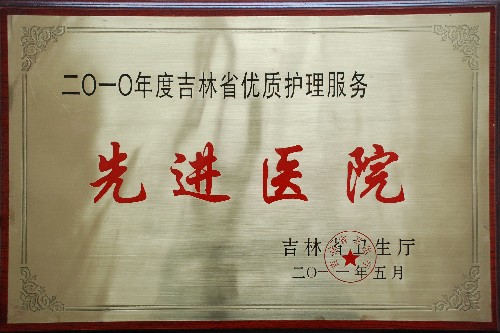 二〇一〇年度吉林省优质护理服务
先进医院
吉林省卫生厅
二〇一一年五月